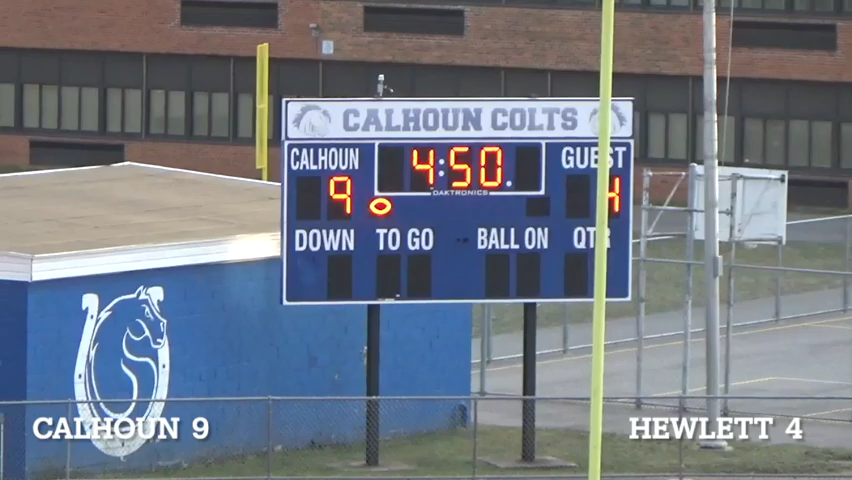 CALHOUN COLTS
CALHOUN 4:50 GUEST
9 4
DAKTRONICS
DOWN TO GO BALL ON QTR
CALHOUN 9 HEWLETT 4